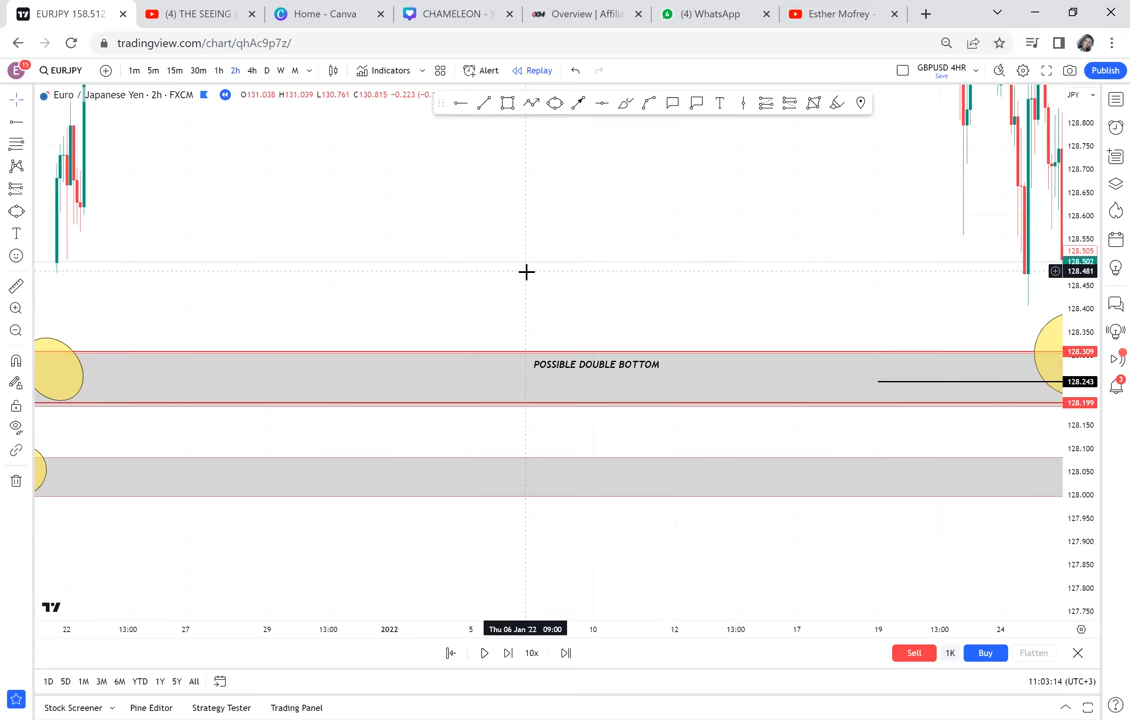 EURJPY 158.512
(4) THE SEEING
Home - Canva
CHAMELEON - Y
Overview | Affilia
(4) WhatsApp
Esther Mofrey -
tradingview.com/chart/qhAc9p7z/
E 15
EURJPY
1m 5m 15m 30m 1h 2h 4h D W M
Indicators
Alert
Replay
GBPUSD 4HR
Save
Publish
Euro / Japanese Yen · 2h · FXCM O131.038 H131.039 L130.761 C130.815 -0.223
JPY
128.800
128.750
128.700
128.650
128.600
128.550
128.505
128.502
128.481
128.450
128.400
128.350
128.309
POSSIBLE DOUBLE BOTTOM
128.243
128.199
128.150
128.100
128.050
128.000
127.950
127.900
127.850
127.800
127.750
22 13:00 27 29 13:00 2022 5 Thu 06 Jan '22 09:00 10 12 13:00 17 19 13:00 24
10x
Sell 1K Buy Flatten
1D 5D 1M 3M 6M YTD 1Y 5Y All
11:03:14 (UTC+3)
Stock Screener Pine Editor Strategy Tester Trading Panel